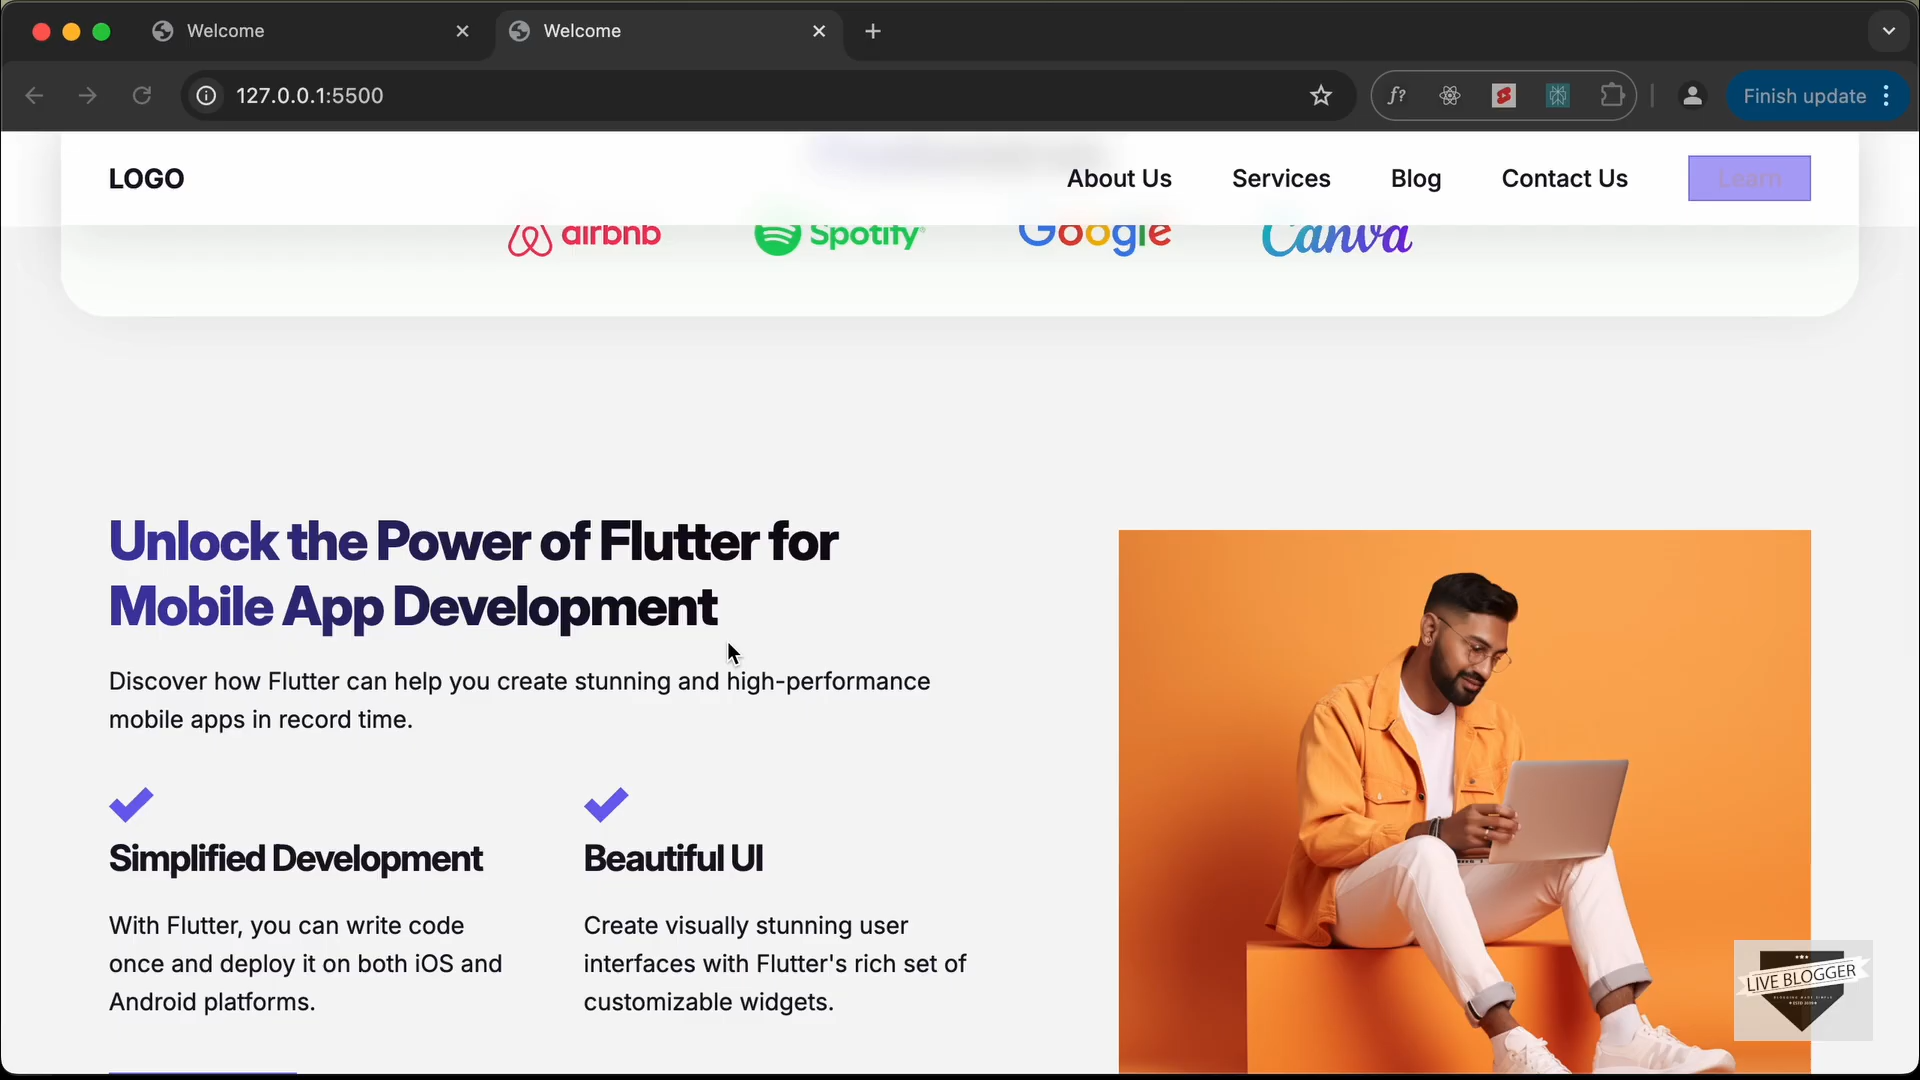 Welcome
Welcome
127.0.0.1:5500
f?
Finish update
LOGO
About Us
Services
Blog
Contact Us
Learn
airbnb
Spotify
Google
Canva
Unlock the Power of Flutter for
Mobile App Development
Discover how Flutter can help you create stunning and high-performance
mobile apps in record time.
Simplified Development
Beautiful UI
With Flutter, you can write code
once and deploy it on both iOS and
Android platforms.
Create visually stunning user
interfaces with Flutter's rich set of
customizable widgets.
LIVE BLOGGER